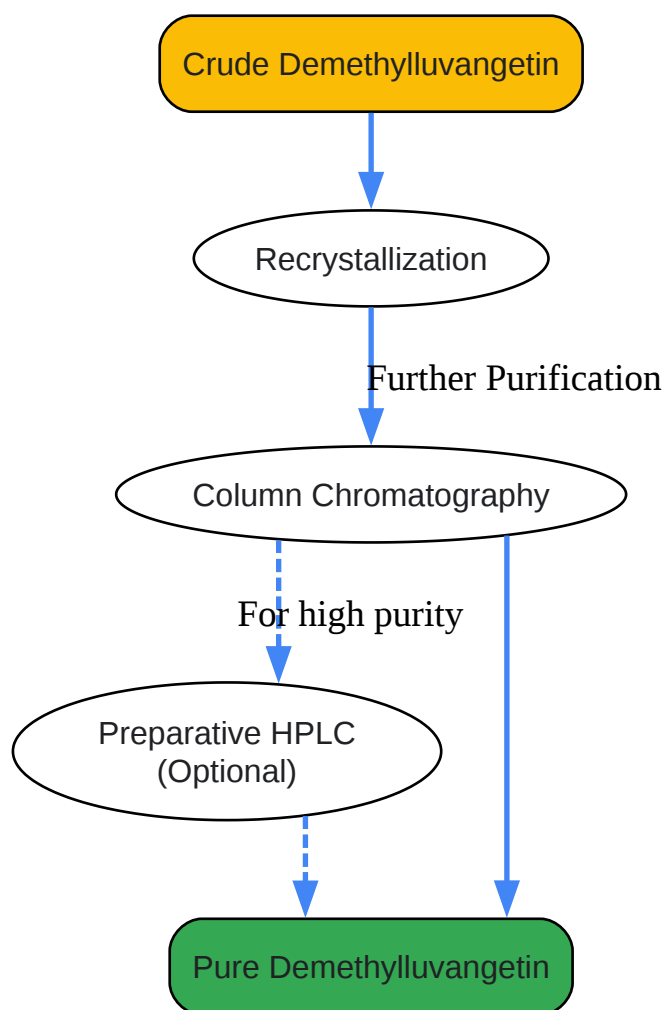 Crude Demethylluvangetin
Recrystallization
Further Purification
Column Chromatography
For high purity
Preparative HPLC
(Optional)
Pure Demethylluvangetin